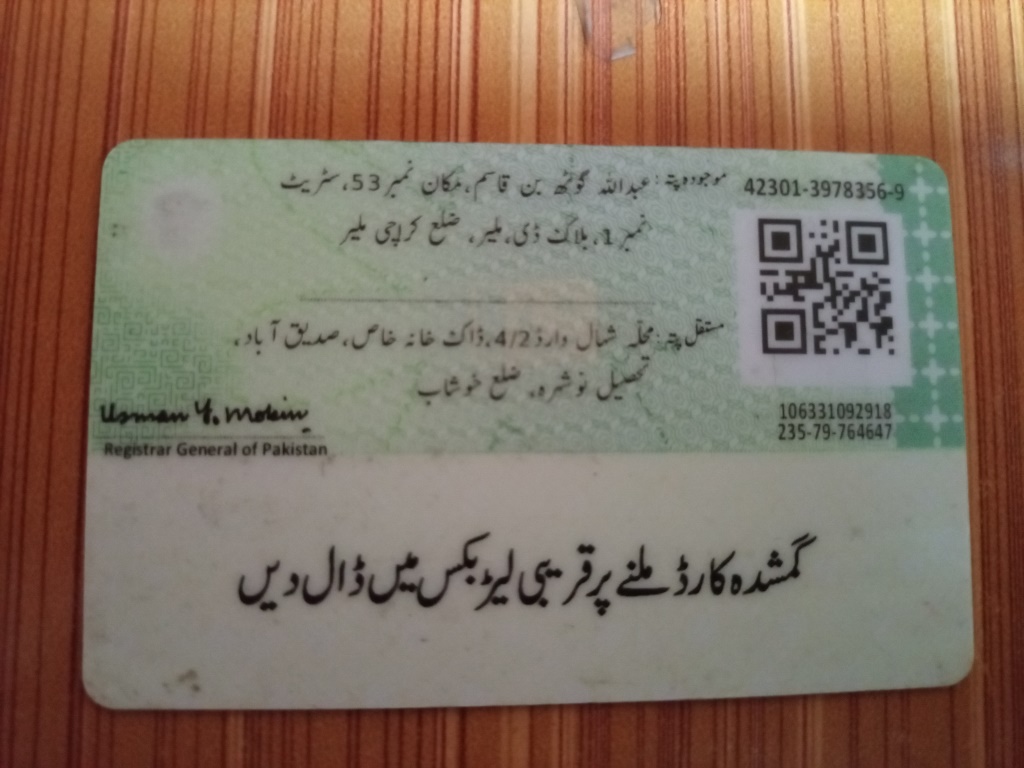 موجودہ پتہ: عبداللہ گوٹھ بن قاسم، مکان نمبر 53، سٹریٹ
نمبر 1، بلاک ڈی، ملیر، ضلع کراچی ملیر
42301-3978356-9
مستقل پتہ: محلہ شمال وارڈ 4/2، ڈاک خانہ خاص، صدیق آباد،
تحصیل نوشہرہ، ضلع خوشاب
106331092918
235-79-764647
Usman Y. Mobin
Registrar General of Pakistan
گمشدہ کارڈ ملنے پر قریبی لیٹر بکس میں ڈال دیں